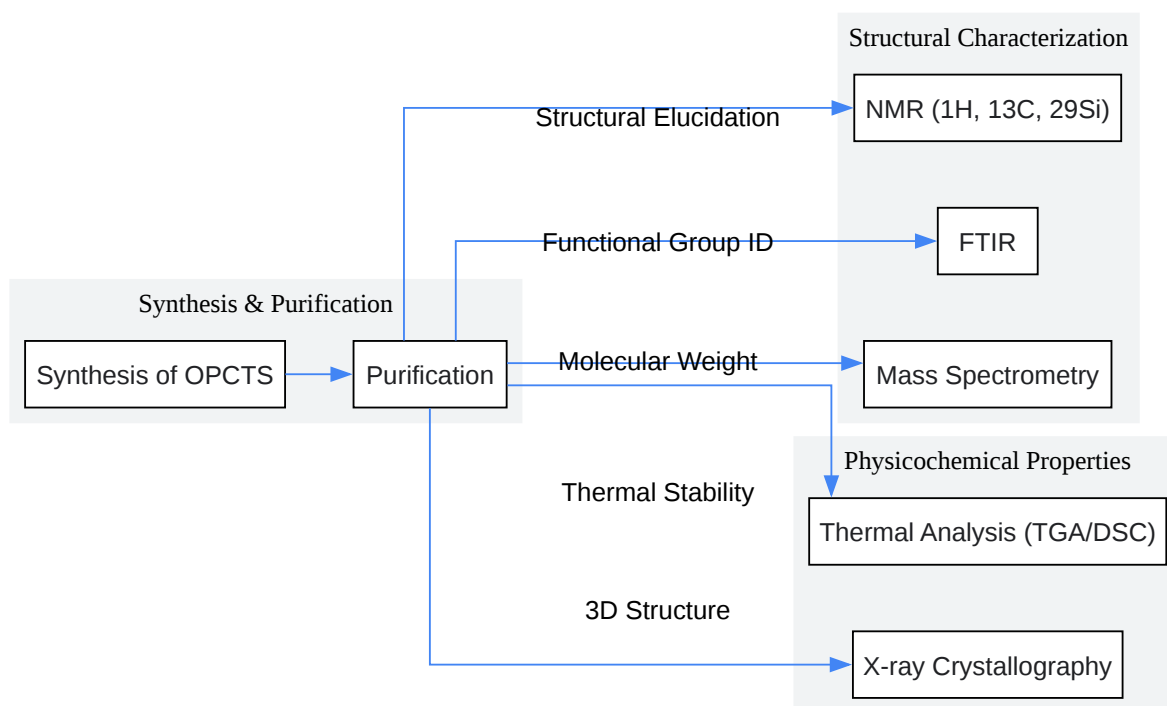 Structural Characterization
NMR (1H, 13C, 29Si)
Structural Elucidation
Functional Group ID
FTIR
Synthesis & Purification
Synthesis of OPCTS
Purification
Molecular Weight
Mass Spectrometry
Physicochemical Properties
Thermal Stability
Thermal Analysis (TGA/DSC)
3D Structure
X-ray Crystallography